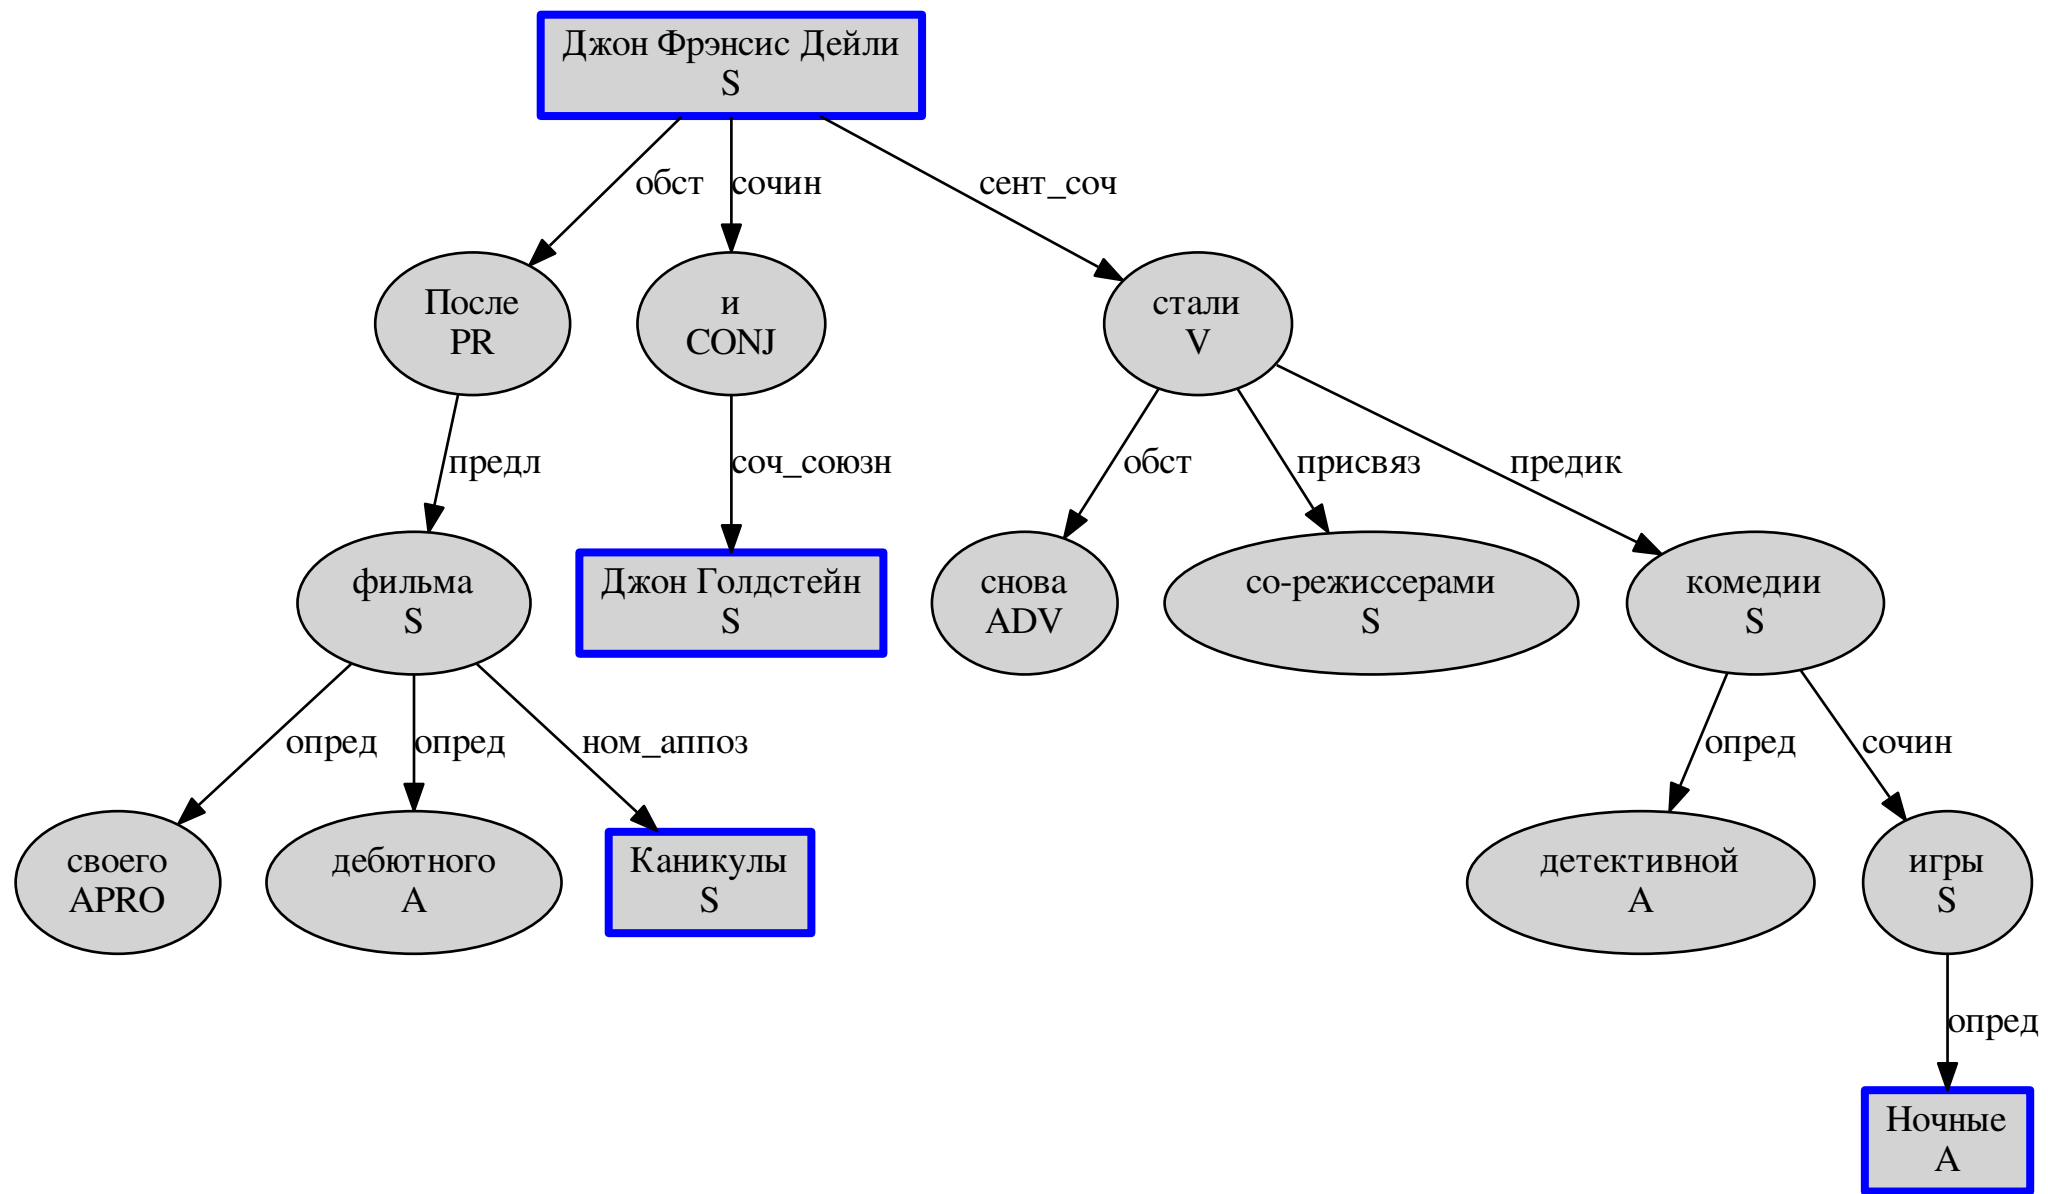 Джон Фрэнсис Дейли
S
обст
сочин
сент_соч
После
PR
и
CONJ
стали
V
предл
соч_союзн
обст
присвяз
предик
фильма
S
Джон Голдстейн
S
снова
ADV
со-режиссерами
S
комедии
S
опред
опред
ном_аппоз
опред
сочин
своего
APRO
дебютного
A
Каникулы
S
детективной
A
игры
S
опред
Ночные
A